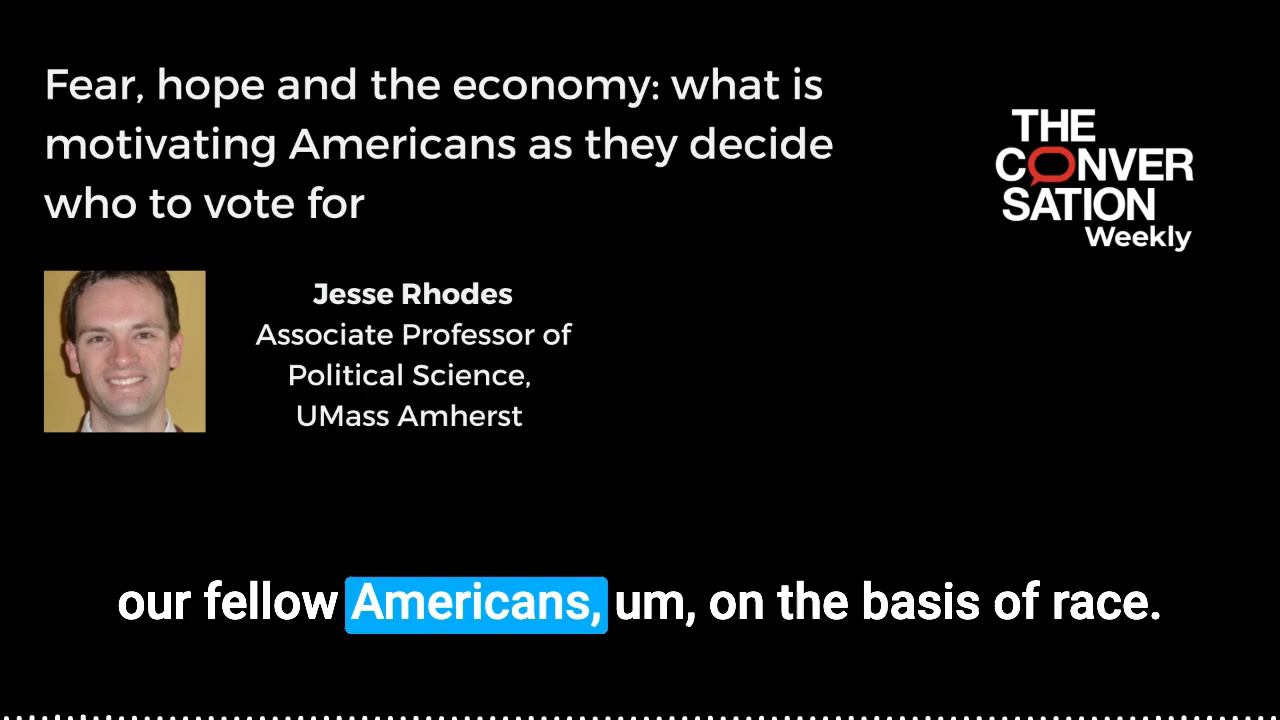 Fear, hope and the economy: what is
motivating Americans as they decide
who to vote for
THE
CONVER
SATION
Weekly
Jesse Rhodes
Associate Professor of
Political Science,
UMass Amherst
our fellow Americans, um, on the basis of race.